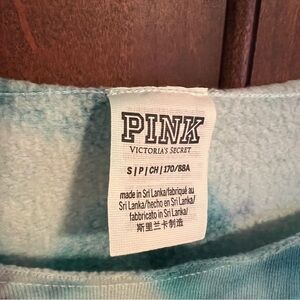 PINK
VICTORIA'S SECRET
S|P|CH|170/88A
made in Sri Lanka/fabriqué au
Sri Lanka/hecho en Sri Lanka/
fabbricato in Sri Lanka/
斯里兰卡制造